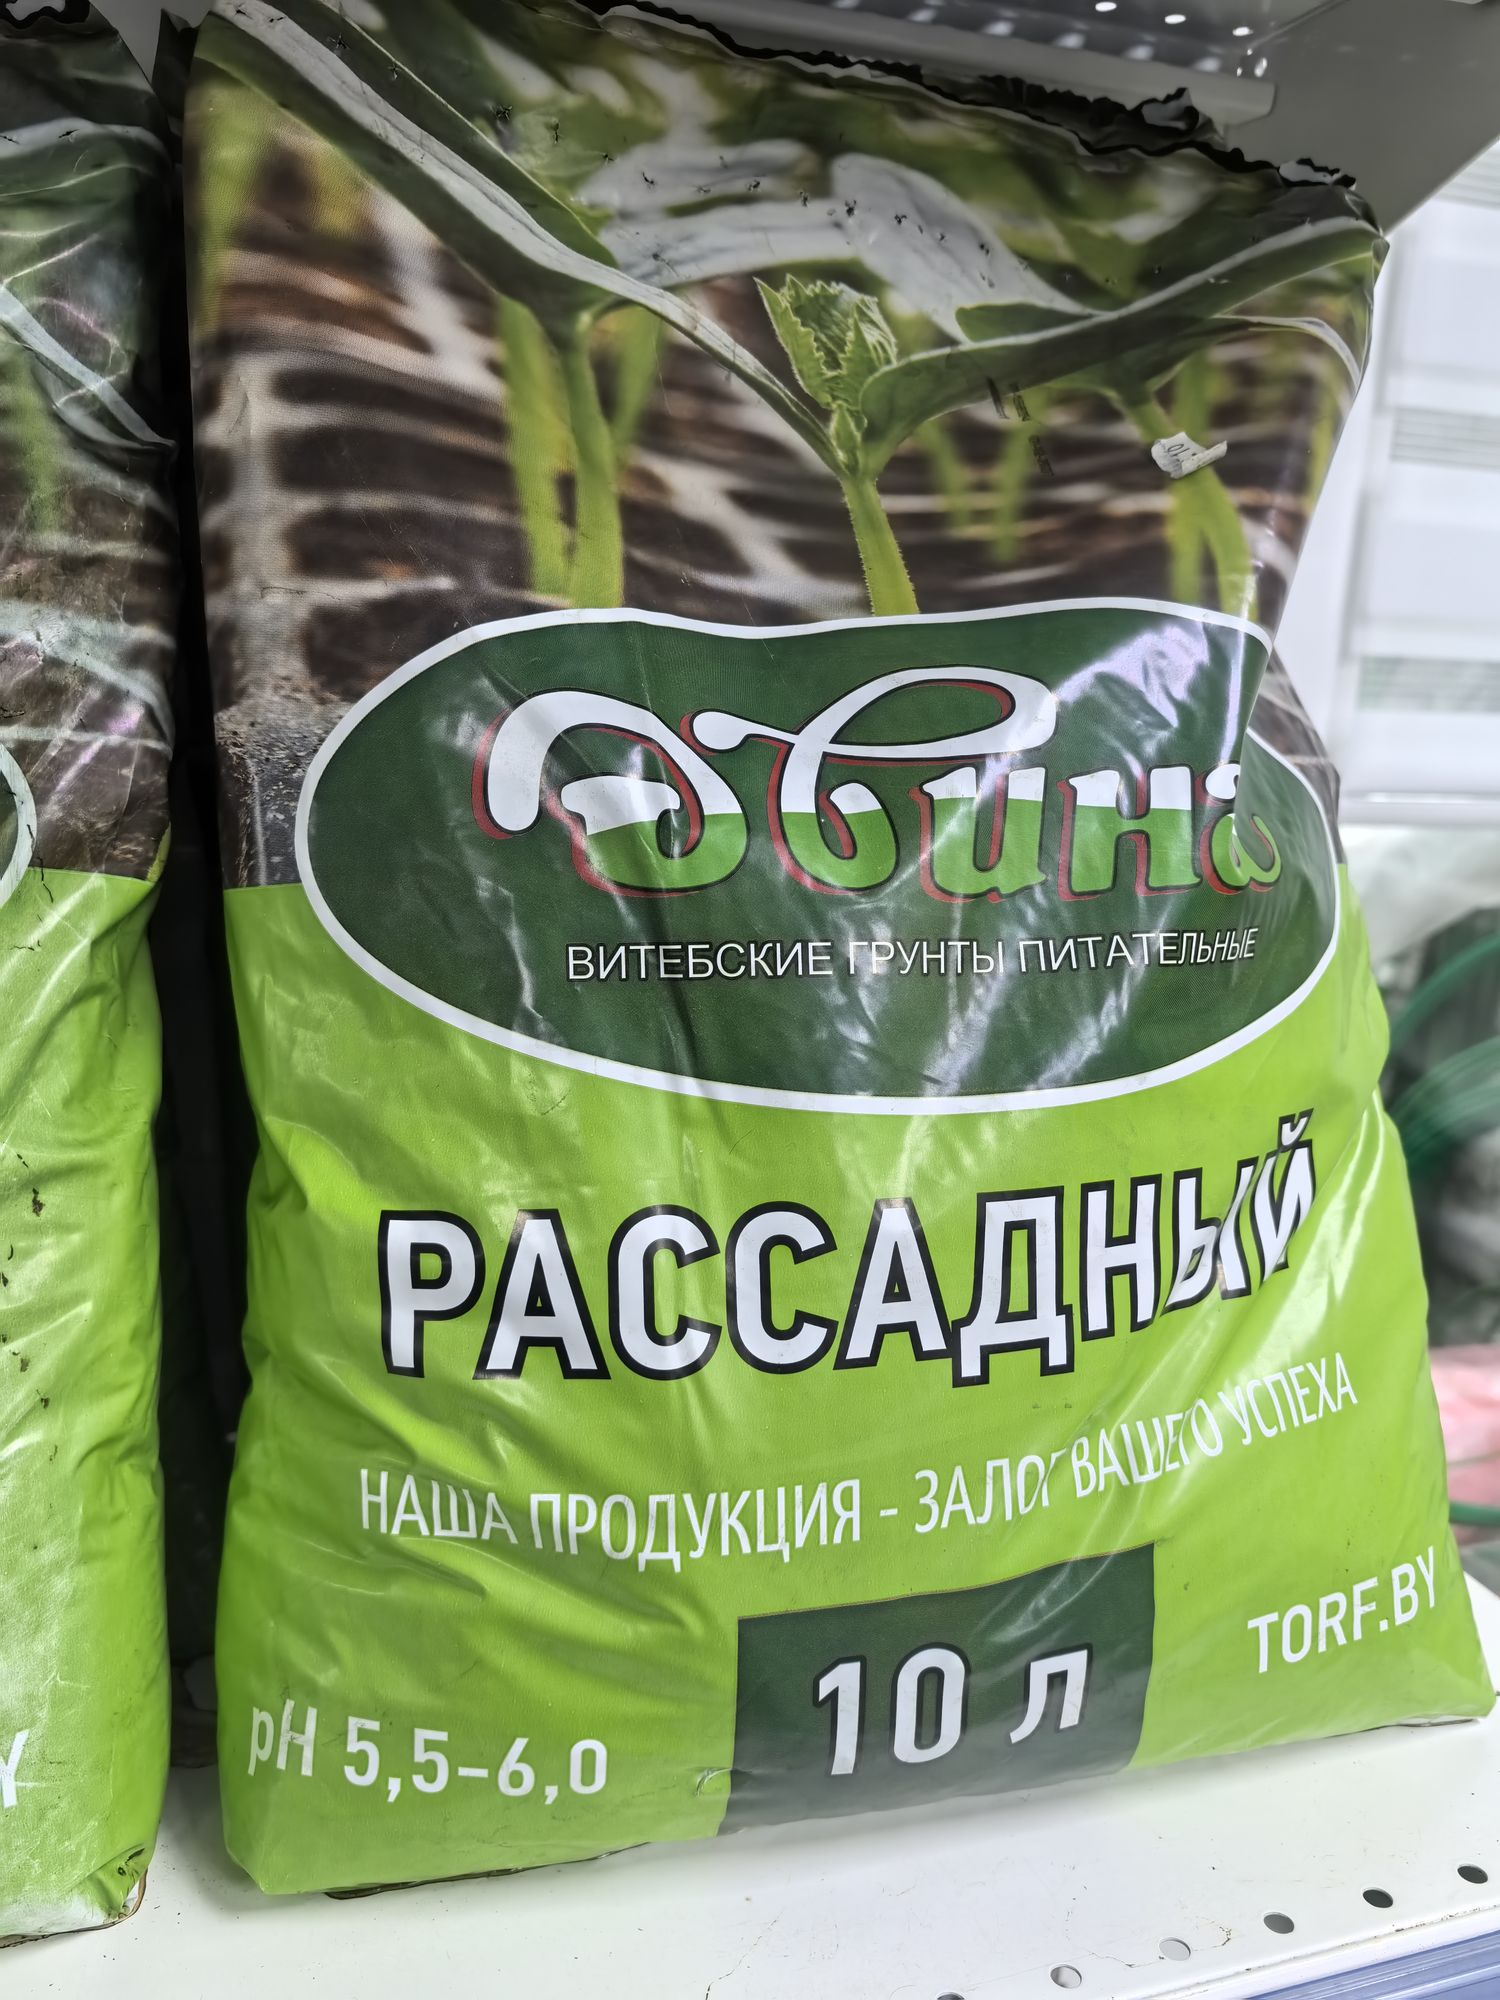 Двина
ВИТЕБСКИЕ ГРУНТЫ ПИТАТЕЛЬНЫЕ
РАССАДНЫЙ
НАША ПРОДУКЦИЯ - ЗАЛОГ ВАШЕГО УСПЕХА
TORF.BY
10 л
pH 5,5-6,0